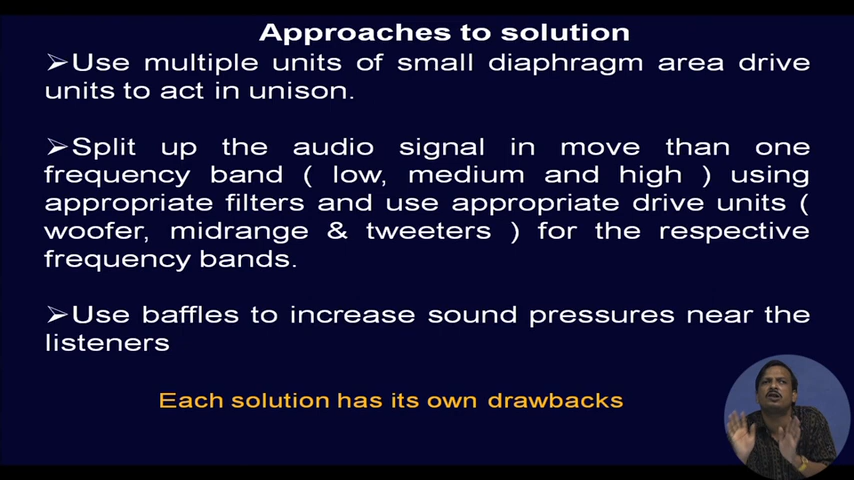 Approaches to solution
➢Use multiple units of small diaphragm area drive
units to act in unison.
➢Split up the audio signal in move than one
frequency band ( low, medium and high ) using
appropriate filters and use appropriate drive units (
woofer, midrange & tweeters ) for the respective
frequency bands.
➢Use baffles to increase sound pressures near the
listeners
Each solution has its own drawbacks